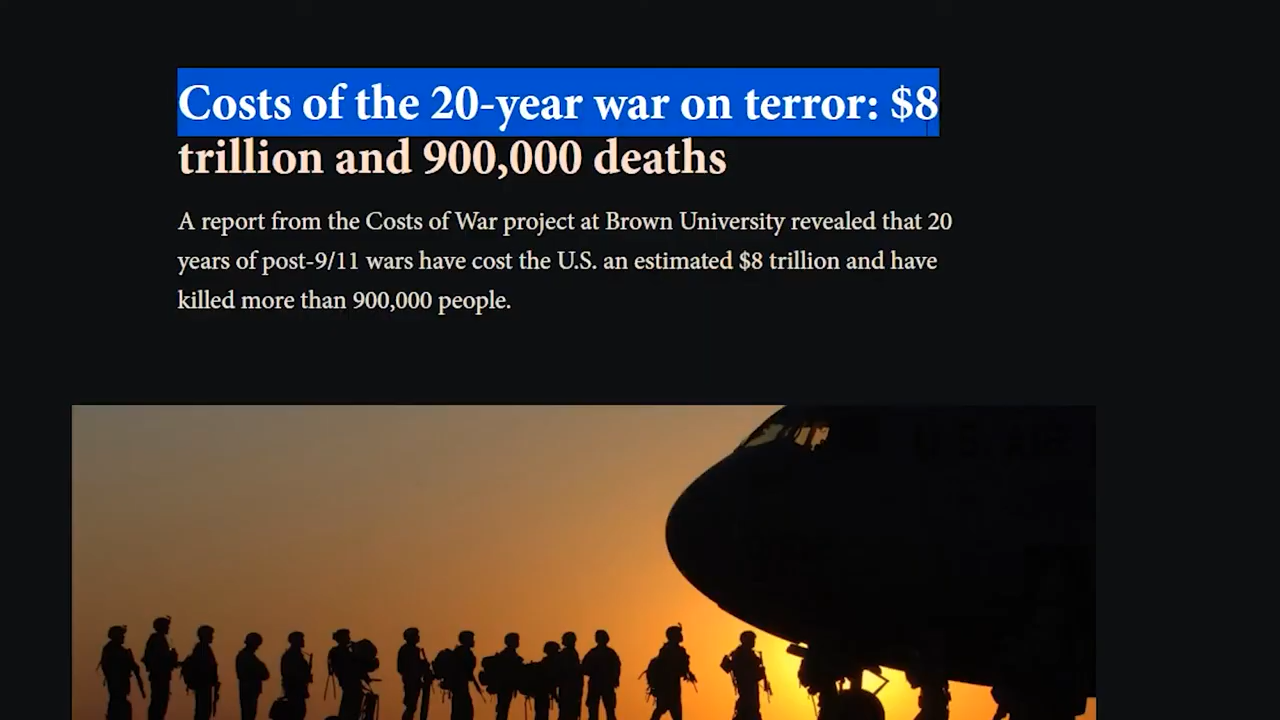 Costs of the 20-year war on terror: $8
trillion and 900,000 deaths
A report from the Costs of War project at Brown University revealed that 20
years of post-9/11 wars have cost the U.S. an estimated $8 trillion and have
killed more than 900,000 people.